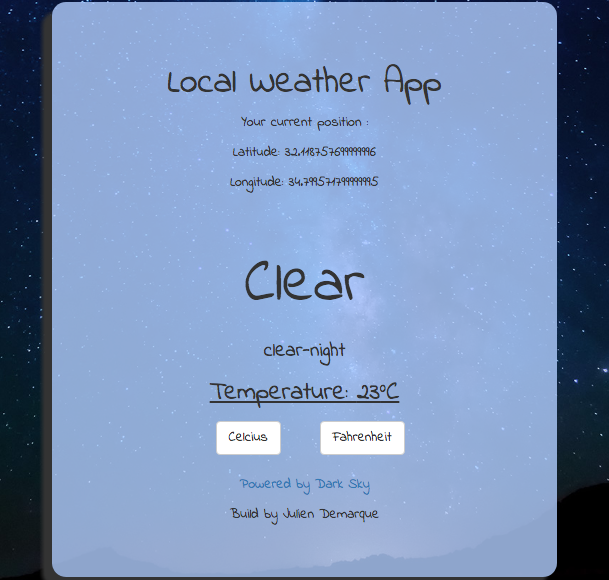 Local Weather App
Your current position :
Latitude: 32.118757699999996
Longitude: 34.79957179999995
Clear
clear-night
Temperature: 23°C
Celcius
Fahrenheit
Powered by Dark Sky
Build by Julien Demarque